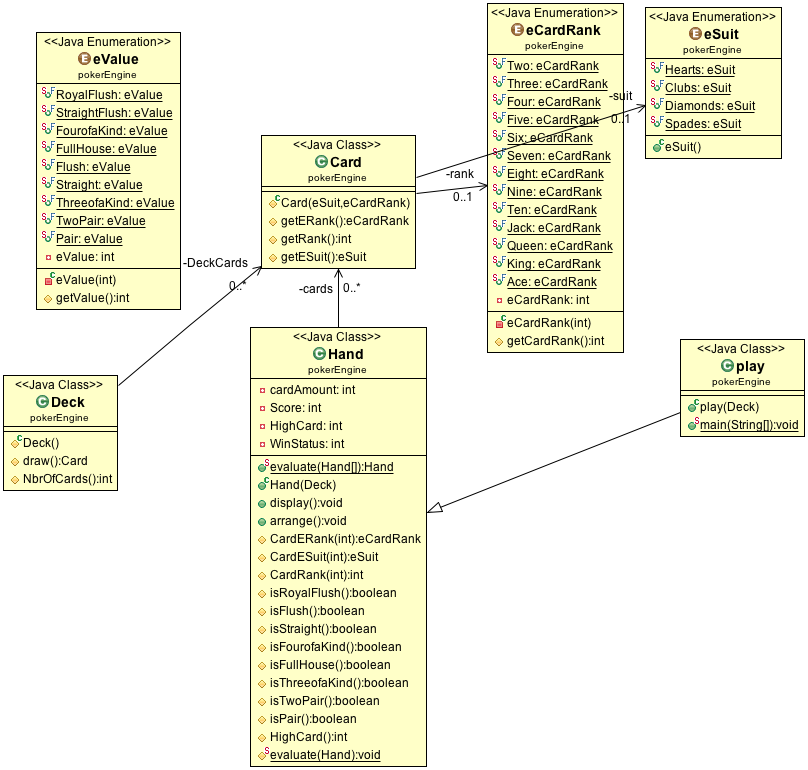 <<Java Enumeration>>
eValue
pokerEngine
RoyalFlush: eValue
StraightFlush: eValue
FourofaKind: eValue
FullHouse: eValue
Flush: eValue
Straight: eValue
ThreeofaKind: eValue
TwoPair: eValue
Pair: eValue
eValue: int
eValue(int)
getValue():int
<<Java Enumeration>>
eCardRank
pokerEngine
Two: eCardRank
Three: eCardRank
Four: eCardRank
Five: eCardRank
Six: eCardRank
Seven: eCardRank
Eight: eCardRank
Nine: eCardRank
Ten: eCardRank
Jack: eCardRank
Queen: eCardRank
King: eCardRank
Ace: eCardRank
eCardRank: int
eCardRank(int)
getCardRank():int
<<Java Enumeration>>
eSuit
pokerEngine
Hearts: eSuit
Clubs: eSuit
Diamonds: eSuit
Spades: eSuit
eSuit()
-suit
0..1
<<Java Class>>
Card
pokerEngine
Card(eSuit,eCardRank)
getERank():eCardRank
getRank():int
getESuit():eSuit
-rank
0..1
-DeckCards
0..*
-cards
0..*
<<Java Class>>
Deck
pokerEngine
Deck()
draw():Card
NbrOfCards():int
<<Java Class>>
Hand
pokerEngine
cardAmount: int
Score: int
HighCard: int
WinStatus: int
evaluate(Hand[]):Hand
Hand(Deck)
display():void
arrange():void
CardERank(int):eCardRank
CardESuit(int):eSuit
CardRank(int):int
isRoyalFlush():boolean
isFlush():boolean
isStraight():boolean
isFourofaKind():boolean
isFullHouse():boolean
isThreeofaKind():boolean
isTwoPair():boolean
isPair():boolean
HighCard():int
evaluate(Hand):void
<<Java Class>>
play
pokerEngine
play(Deck)
main(String[]):void